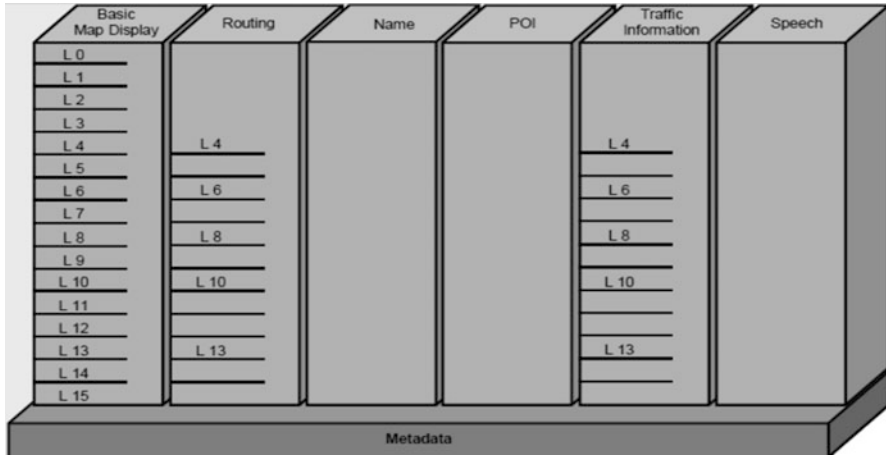 Basic
Map Display
Routing
Name
POI
Traffic
Information
Speech
L 0
L 1
L 2
L 3
L 4
L 5
L 6
L 7
L 8
L 9
L 10
L 11
L 12
L 13
L 14
L 15
L 4
L 6
L 8
L 10
L 13
L 4
L 6
L 8
L 10
L 13
Metadata